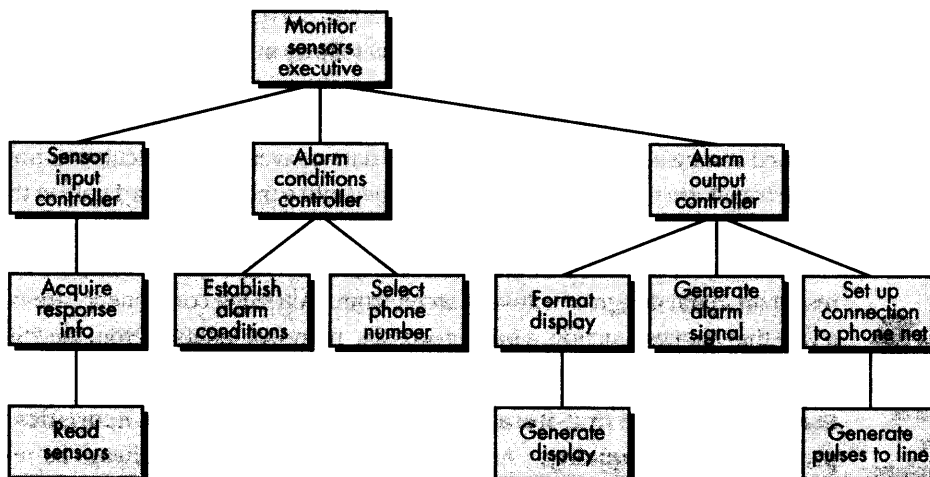 Monitor
sensors
executive
Sensor
input
controller
Alarm
conditions
controller
Alarm
output
controller
Acquire
response
info
Establish
alarm
conditions
Select
phone
number
Format
display
Generate
alarm
signal
Set up
connection
to phone net
Read
sensors
Generate
display
Generate
pulses to line